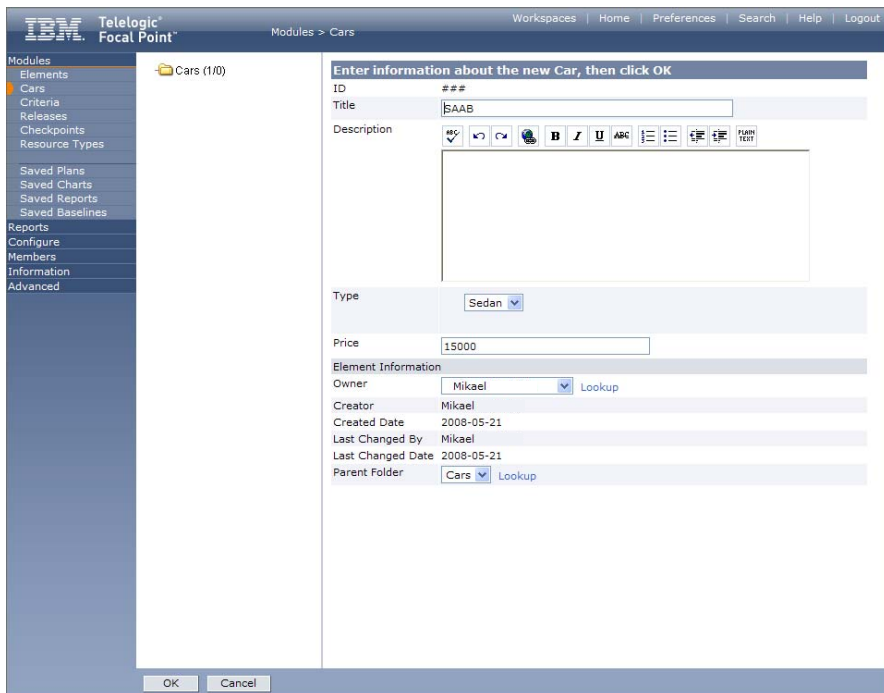 IBM. Telelogic® Focal Point™
Modules > Cars
Workspaces | Home | Preferences | Search | Help | Logout
Modules
Elements
Cars
Criteria
Releases
Checkpoints
Resource Types
Saved Plans
Saved Charts
Saved Reports
Saved Baselines
Reports
Configure
Members
Information
Advanced
Cars (1/0)
Enter information about the new Car, then click OK
ID ###
Title SAAB
Description
ABC B I U ABC PLAIN TEXT
Type Sedan
Price 15000
Element Information
Owner Mikael Lookup
Creator Mikael
Created Date 2008-05-21
Last Changed By Mikael
Last Changed Date 2008-05-21
Parent Folder Cars Lookup
OK Cancel